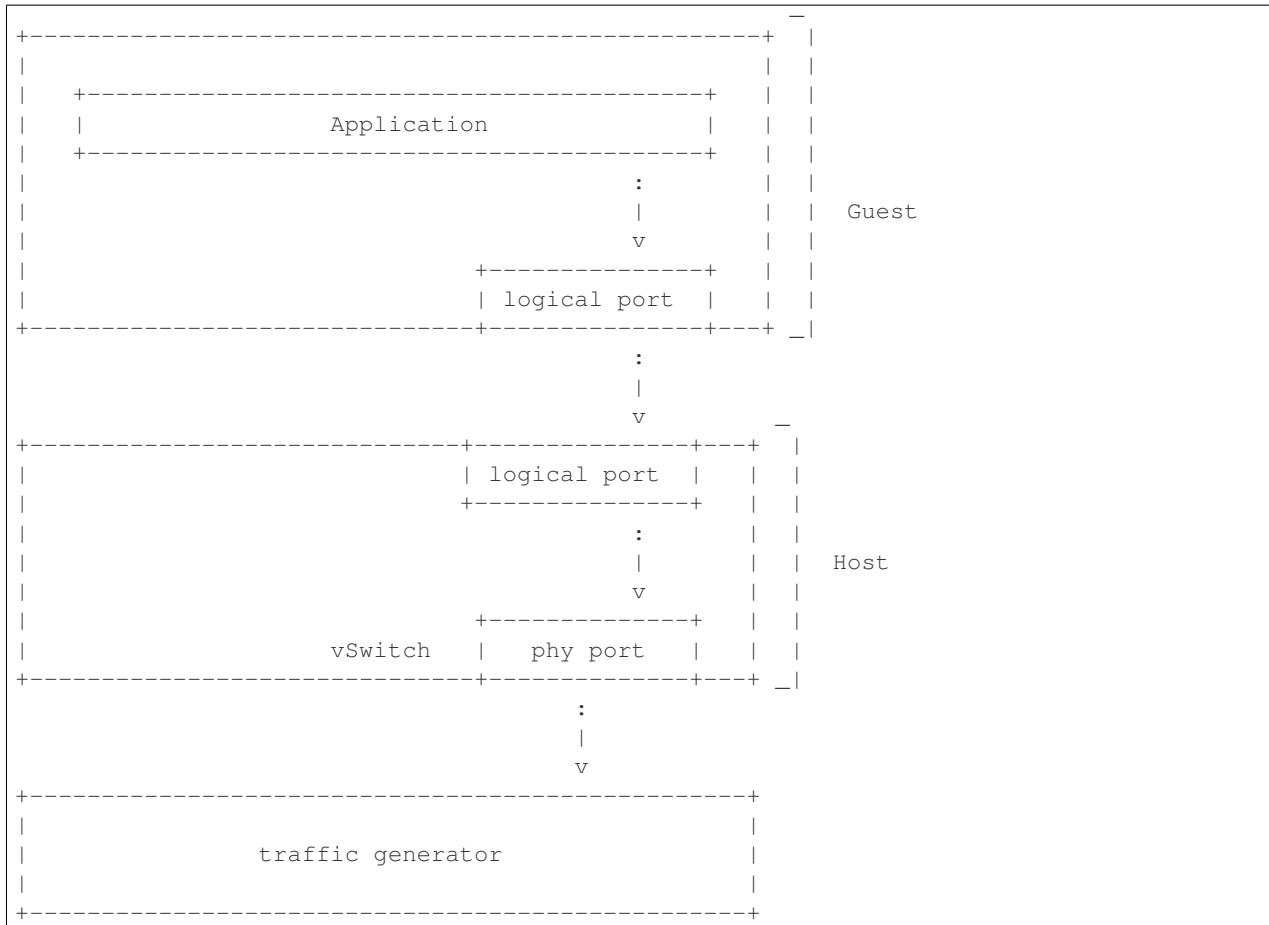 Application
Guest
logical port
logical port
Host
vSwitch phy port
traffic generator